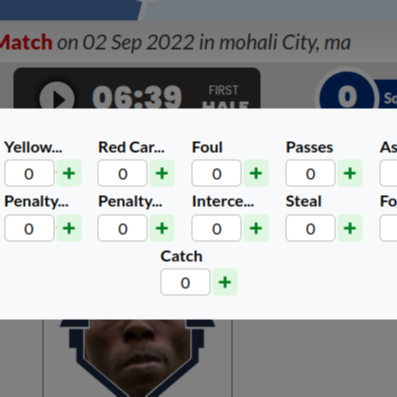 Match on 02 Sep 2022 in mohali City, ma
06:39 FIRST HALF 0 Sc
Yellow... Red Car... Foul Passes As
0 + 0 + 0 + 0 +
Penalty... Penalty... Interce... Steal Fo
0 + 0 + 0 + 0 +
Catch
0 +